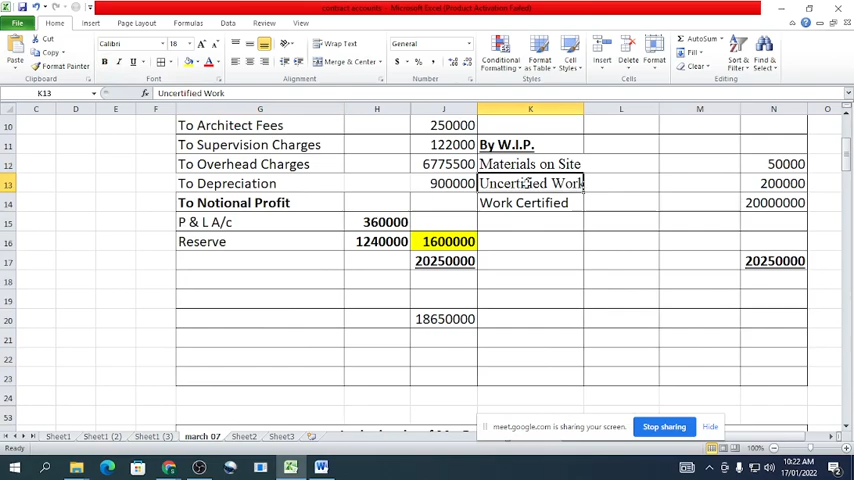 contract accounts - Microsoft Excel (Product Activation Failed)
File Home Insert Page Layout Formulas Data Review View
Cut
Copy
Format Painter
Paste
Clipboard
Calibri 18
B I U
Font
Wrap Text
Merge & Center
Alignment
General
$ % ,
Number
Conditional Formatting
Format as Table
Cell Styles
Styles
Insert Delete Format
Cells
AutoSum
Fill
Clear
Sort & Filter
Find & Select
Editing
K13 fx Uncertified Work
C D E F G H J K L M N O
10 To Architect Fees 250000
11 To Supervision Charges 122000 By W.I.P.
12 To Overhead Charges 6775500 Materials on Site 50000
13 To Depreciation 900000 Uncertified Work 200000
14 To Notional Profit Work Certified 20000000
15 P & L A/c 360000
16 Reserve 1240000 1600000
17 20250000 20250000
18
19
20 18650000
21
22
23
24
53
meet.google.com is sharing your screen. Stop sharing Hide
Sheet1 Sheet1 (2) Sheet1 (3) march 07 Sheet2 Sheet3
Ready 100%
10:22 AM
17/01/2022